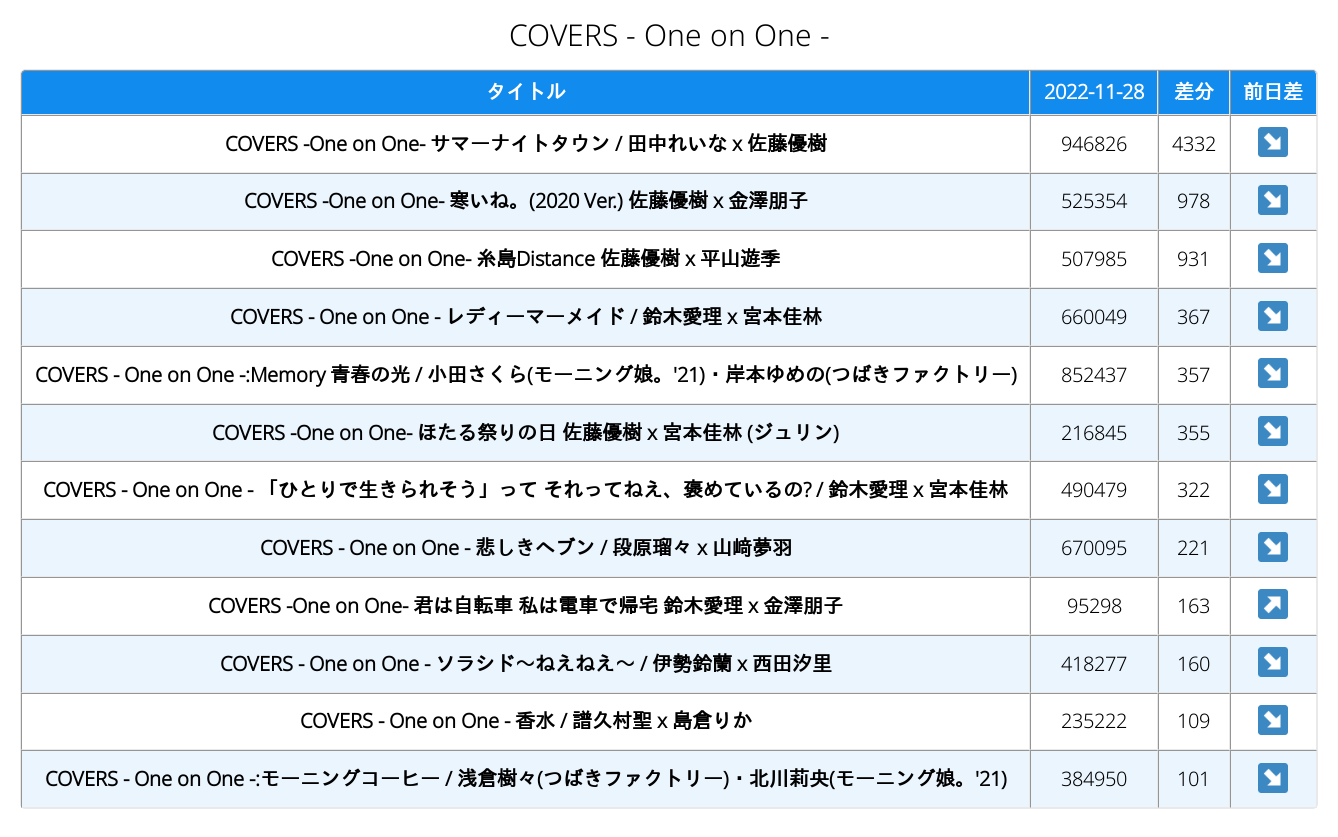 COVERS - One on One -
タイトル 2022-11-28 差分 前日差
COVERS -One on One- サマーナイトタウン / 田中れいな x 佐藤優樹 946826 4332
COVERS -One on One- 寒いね。(2020 Ver.) 佐藤優樹 x 金澤朋子 525354 978
COVERS -One on One- 糸島Distance 佐藤優樹 x 平山遊季 507985 931
COVERS - One on One - レディーマーメイド / 鈴木愛理 x 宮本佳林 660049 367
COVERS - One on One -:Memory 青春の光 / 小田さくら(モーニング娘。'21)・岸本ゆめの(つばきファクトリー) 852437 357
COVERS -One on One- ほたる祭りの日 佐藤優樹 x 宮本佳林 (ジュリン) 216845 355
COVERS - One on One - 「ひとりで生きられそう」って それってねえ、褒めているの? / 鈴木愛理 x 宮本佳林 490479 322
COVERS - One on One - 悲しきヘブン / 段原瑠々 x 山﨑夢羽 670095 221
COVERS -One on One- 君は自転車 私は電車で帰宅 鈴木愛理 x 金澤朋子 95298 163
COVERS - One on One - ソラシド〜ねえねえ〜 / 伊勢鈴蘭 x 西田汐里 418277 160
COVERS - One on One - 香水 / 譜久村聖 x 島倉りか 235222 109
COVERS - One on One -:モーニングコーヒー / 浅倉樹々(つばきファクトリー)・北川莉央(モーニング娘。'21) 384950 101